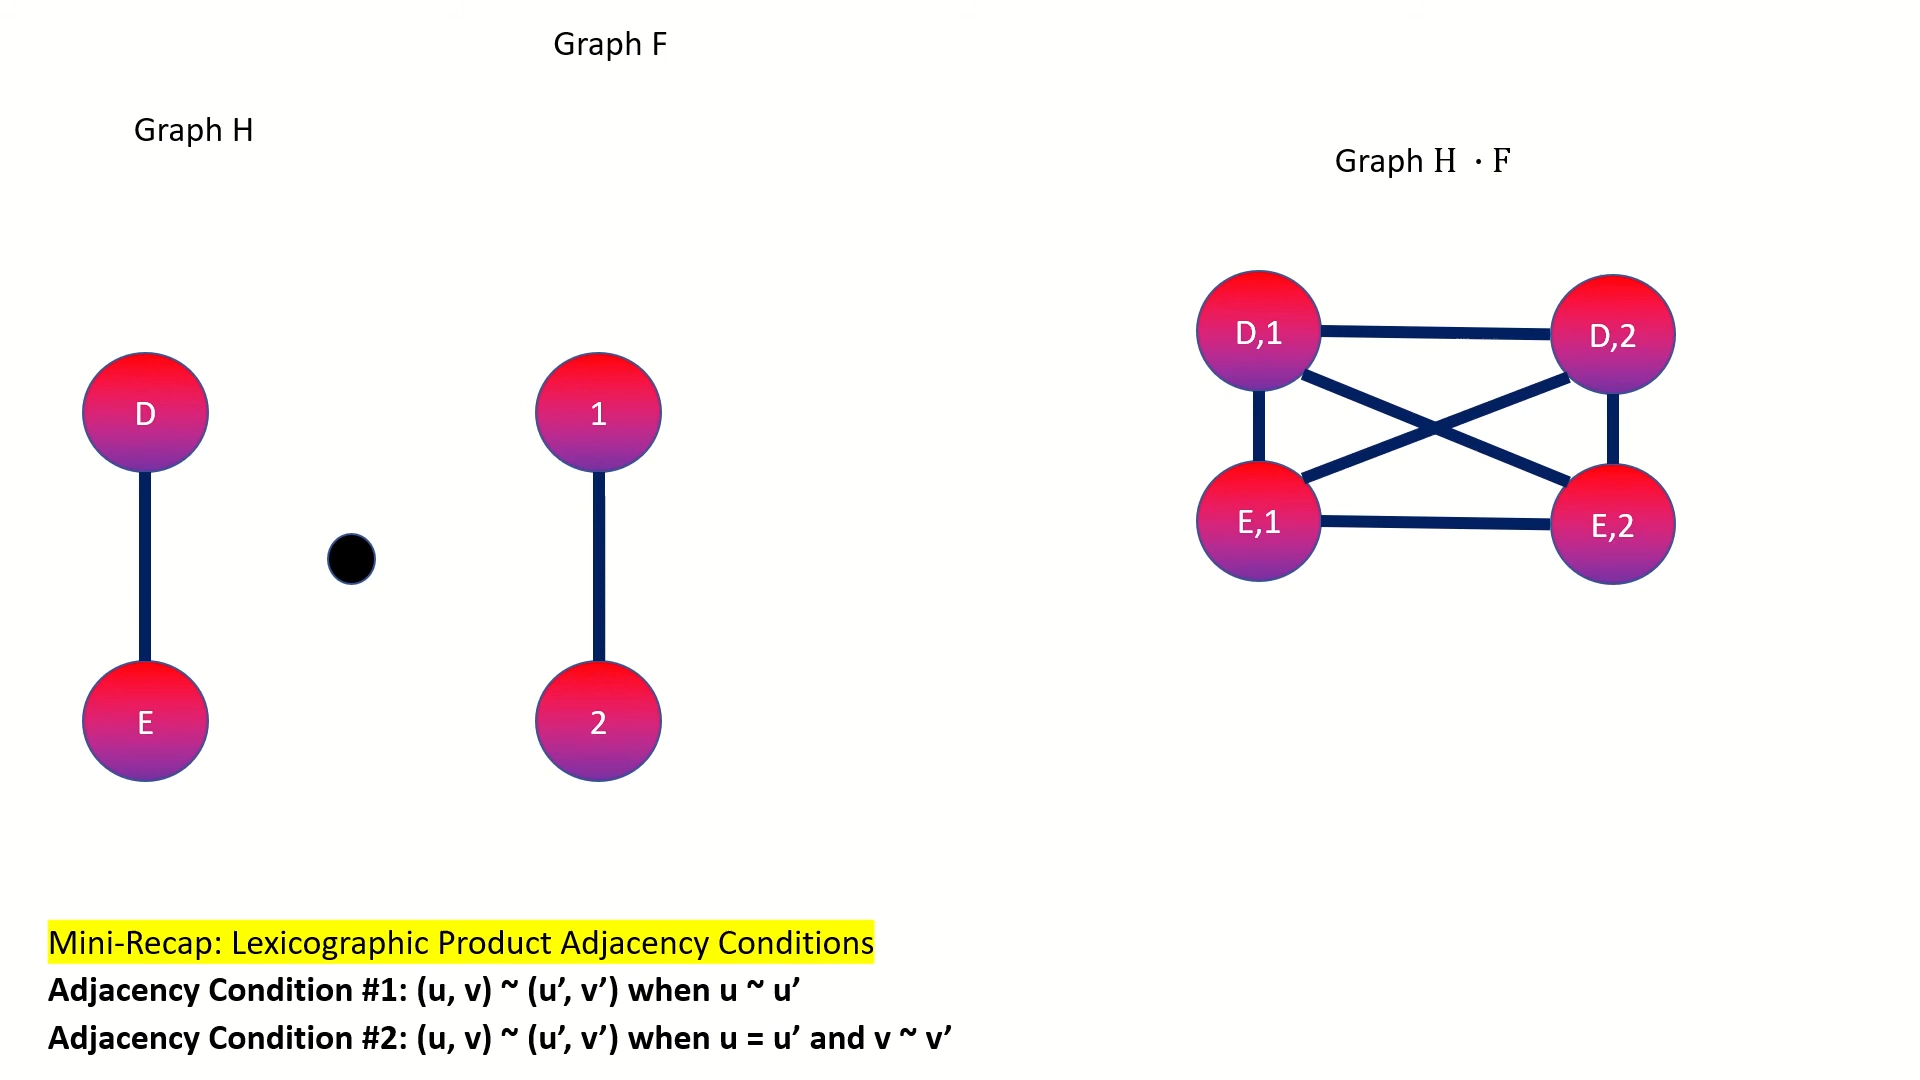 Graph F
Graph H
Graph H · F
D,1
D,2
D
1
E,1
E,2
E
2
Mini-Recap: Lexicographic Product Adjacency Conditions
Adjacency Condition #1: (u, v) ~ (u’, v’) when u ~ u’
Adjacency Condition #2: (u, v) ~ (u’, v’) when u = u’ and v ~ v’